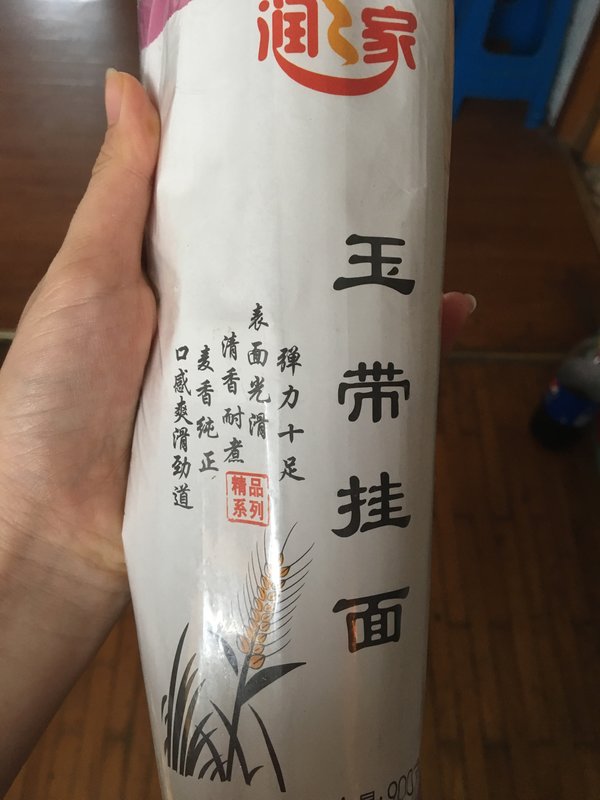 润之家
玉带挂面
弹力十足
表面光滑
清香耐煮
麦香纯正
口感爽滑劲道
精品
系列